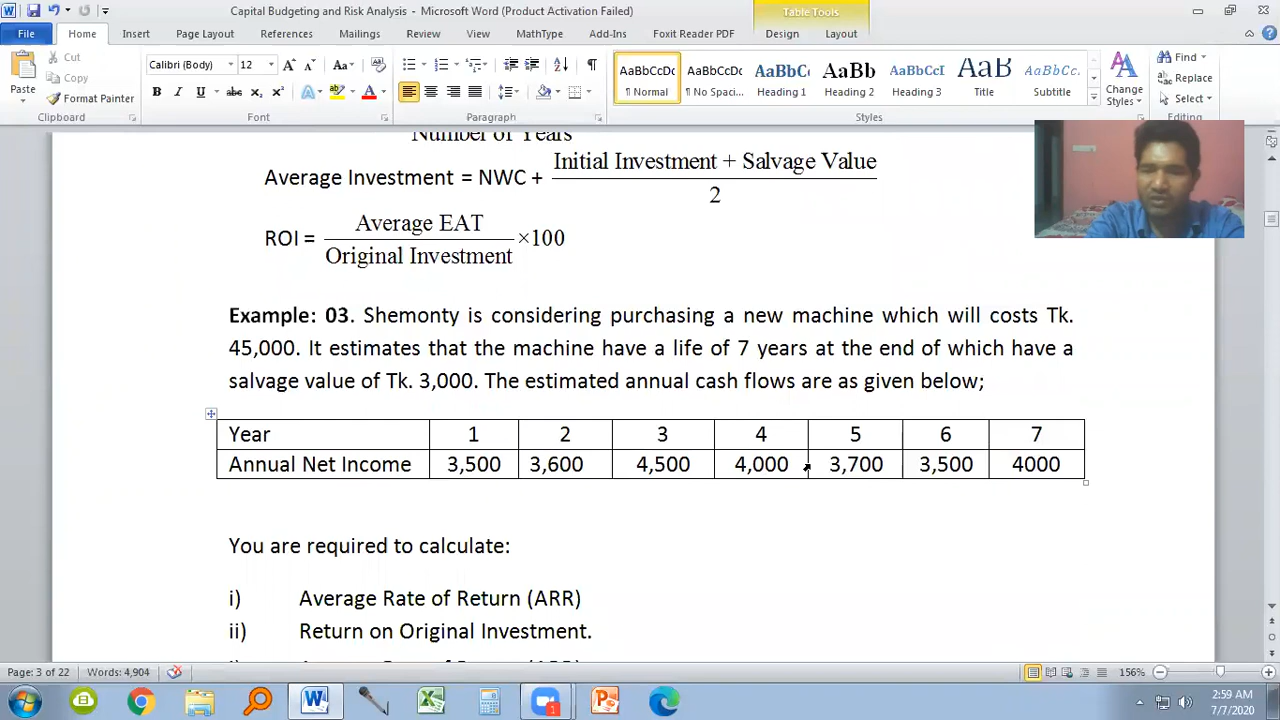 Capital Budgeting and Risk Analysis - Microsoft Word (Product Activation Failed)
Table Tools
File Home Insert Page Layout References Mailings Review View MathType Add-Ins Foxit Reader PDF Design Layout
Paste
Cut
Copy
Format Painter
Clipboard
Calibri (Body) 12
Font
Paragraph
AaBbCcDc AaBbCcDc AaBbC AaBb AaBbCcI AaB AaBbCcDc
¶ Normal ¶ No Spaci... Heading 1 Heading 2 Heading 3 Title Subtitle
Change Styles
Styles
Find
Replace
Select
Editing
Number of Years
Average Investment = NWC + Initial Investment + Salvage Value
2
ROI = Average EAT ×100
Original Investment
Example: 03. Shemonty is considering purchasing a new machine which will costs Tk.
45,000. It estimates that the machine have a life of 7 years at the end of which have a
salvage value of Tk. 3,000. The estimated annual cash flows are as given below;
Year 1 2 3 4 5 6 7
Annual Net Income 3,500 3,600 4,500 4,000 3,700 3,500 4000
You are required to calculate:
i) Average Rate of Return (ARR)
ii) Return on Original Investment.
Page: 3 of 22 Words: 4,904 156%
2:59 AM
7/7/2020